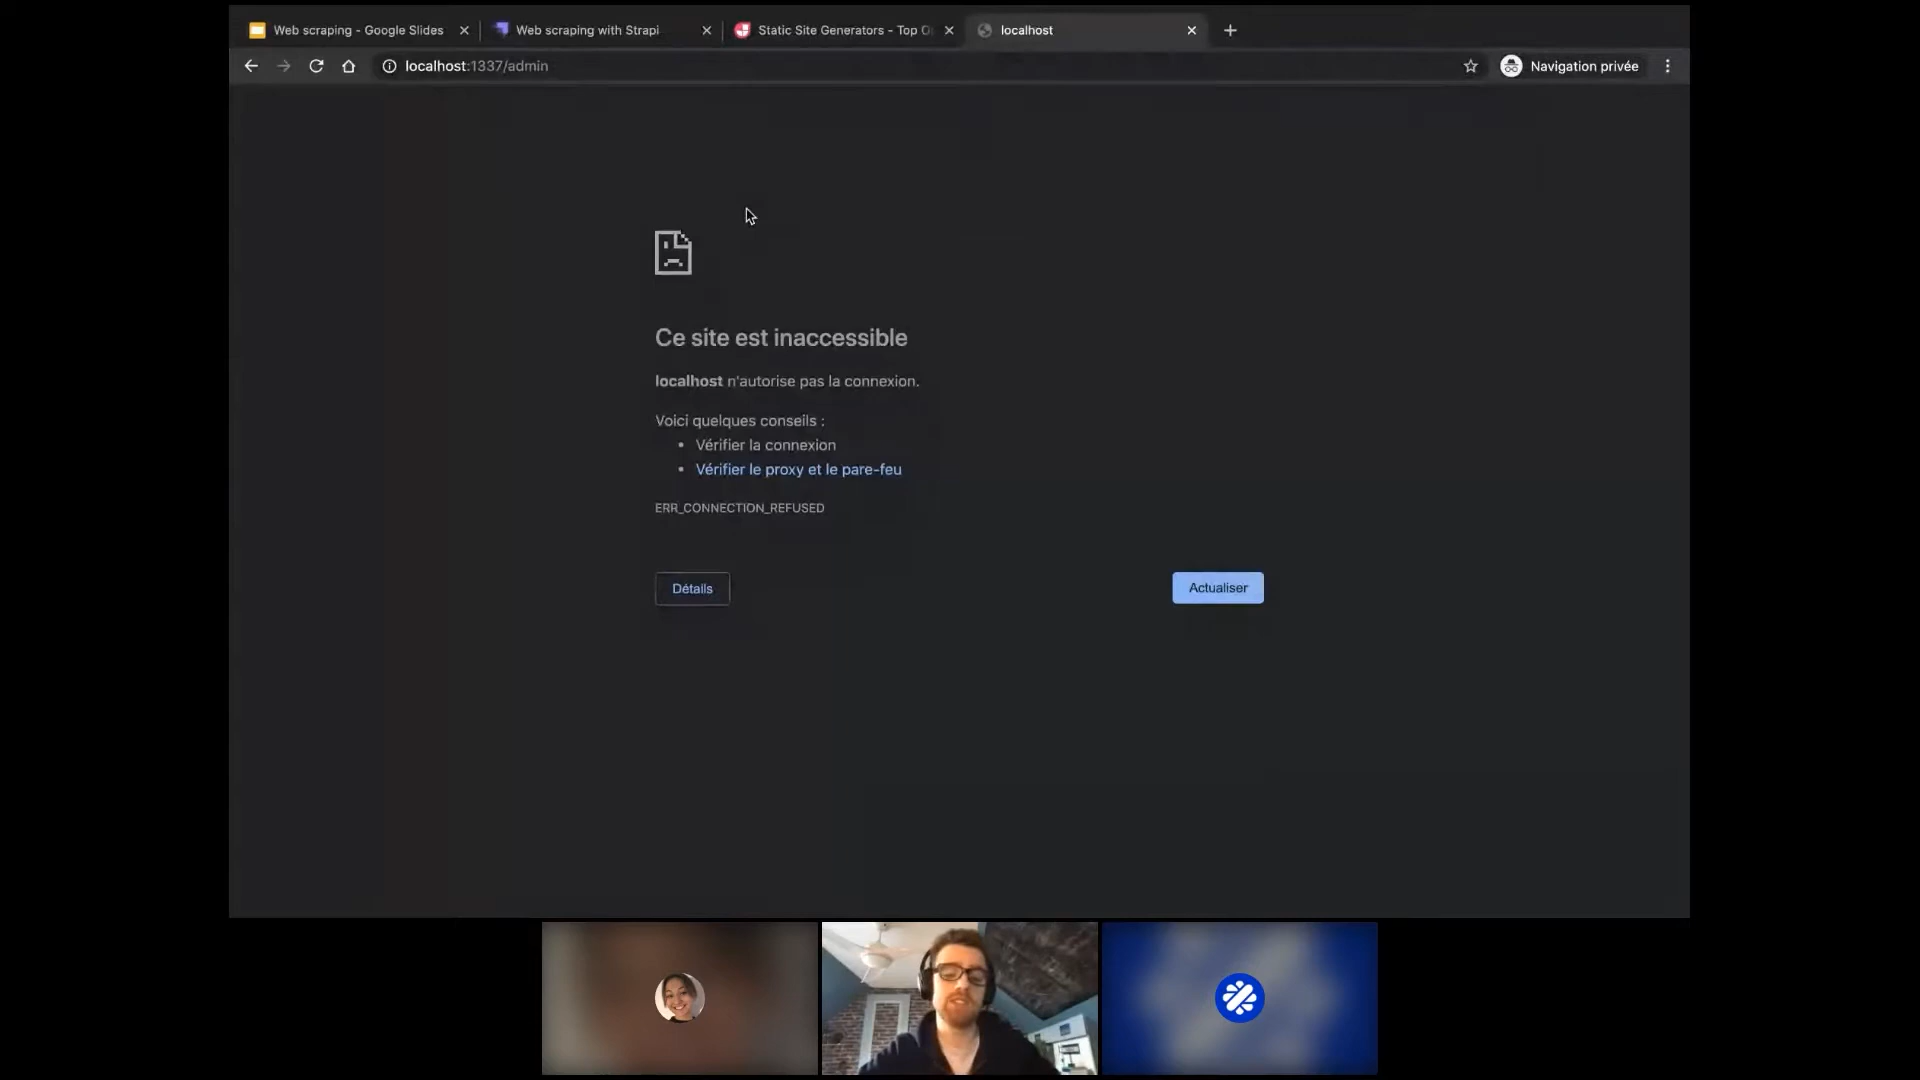 Web scraping - Google Slides
Web scraping with Strapi
Static Site Generators - Top O
localhost
localhost:1337/admin
Navigation privée
Ce site est inaccessible
localhost n'autorise pas la connexion.
Voici quelques conseils :
• Vérifier la connexion
• Vérifier le proxy et le pare-feu
ERR_CONNECTION_REFUSED
Détails
Actualiser